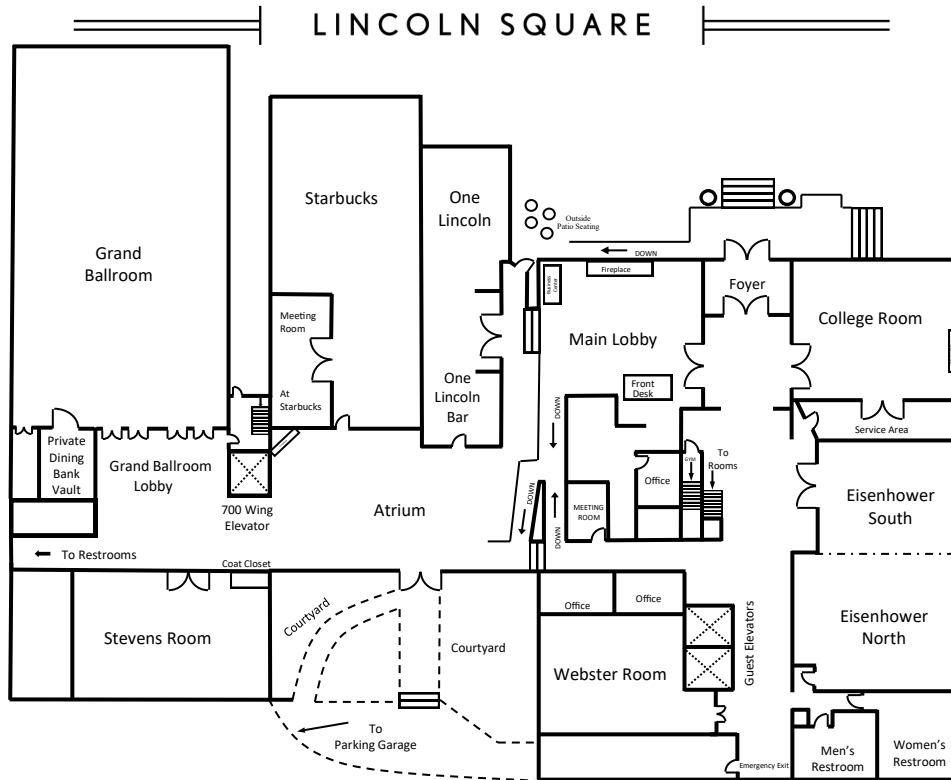 LINCOLN SQUARE
Grand
Ballroom
Starbucks
One
Lincoln
Outside
Patio Seating
DOWN
Fireplace
Business
Center
Foyer
College Room
Main Lobby
Meeting
Room
At
Starbucks
One
Lincoln
Bar
Front
Desk
DOWN
Service Area
Private
Dining
Bank
Vault
Grand Ballroom
Lobby
700 Wing
Elevator
Atrium
DOWN
DOWN
MEETING
ROOM
Office
GYM
To
Rooms
Eisenhower
South
To Restrooms
Coat Closet
Stevens Room
Courtyard
Courtyard
Office
Office
Webster Room
Guest Elevators
Eisenhower
North
To
Parking Garage
Emergency Exit
Men's
Restroom
Women's
Restroom